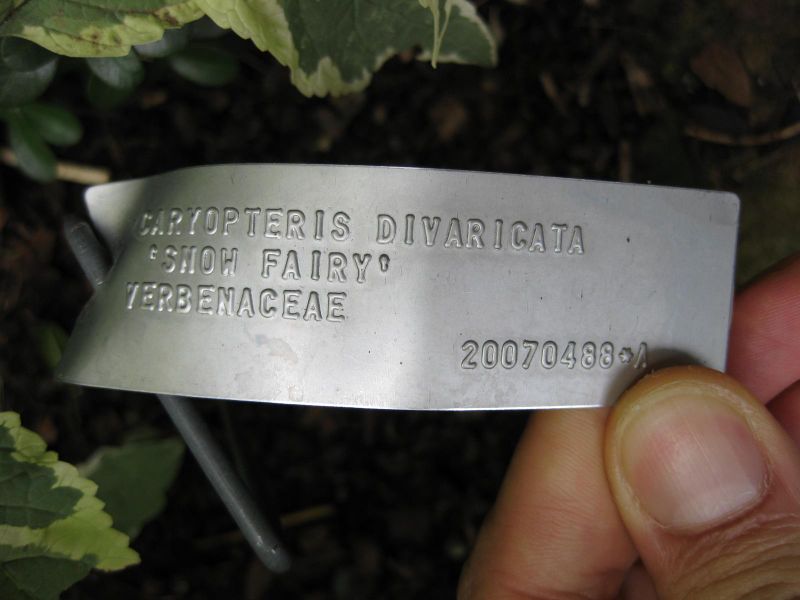 CARYOPTERIS DIVARICATA
'SNOW FAIRY'
VERBENACEAE
20070488*A